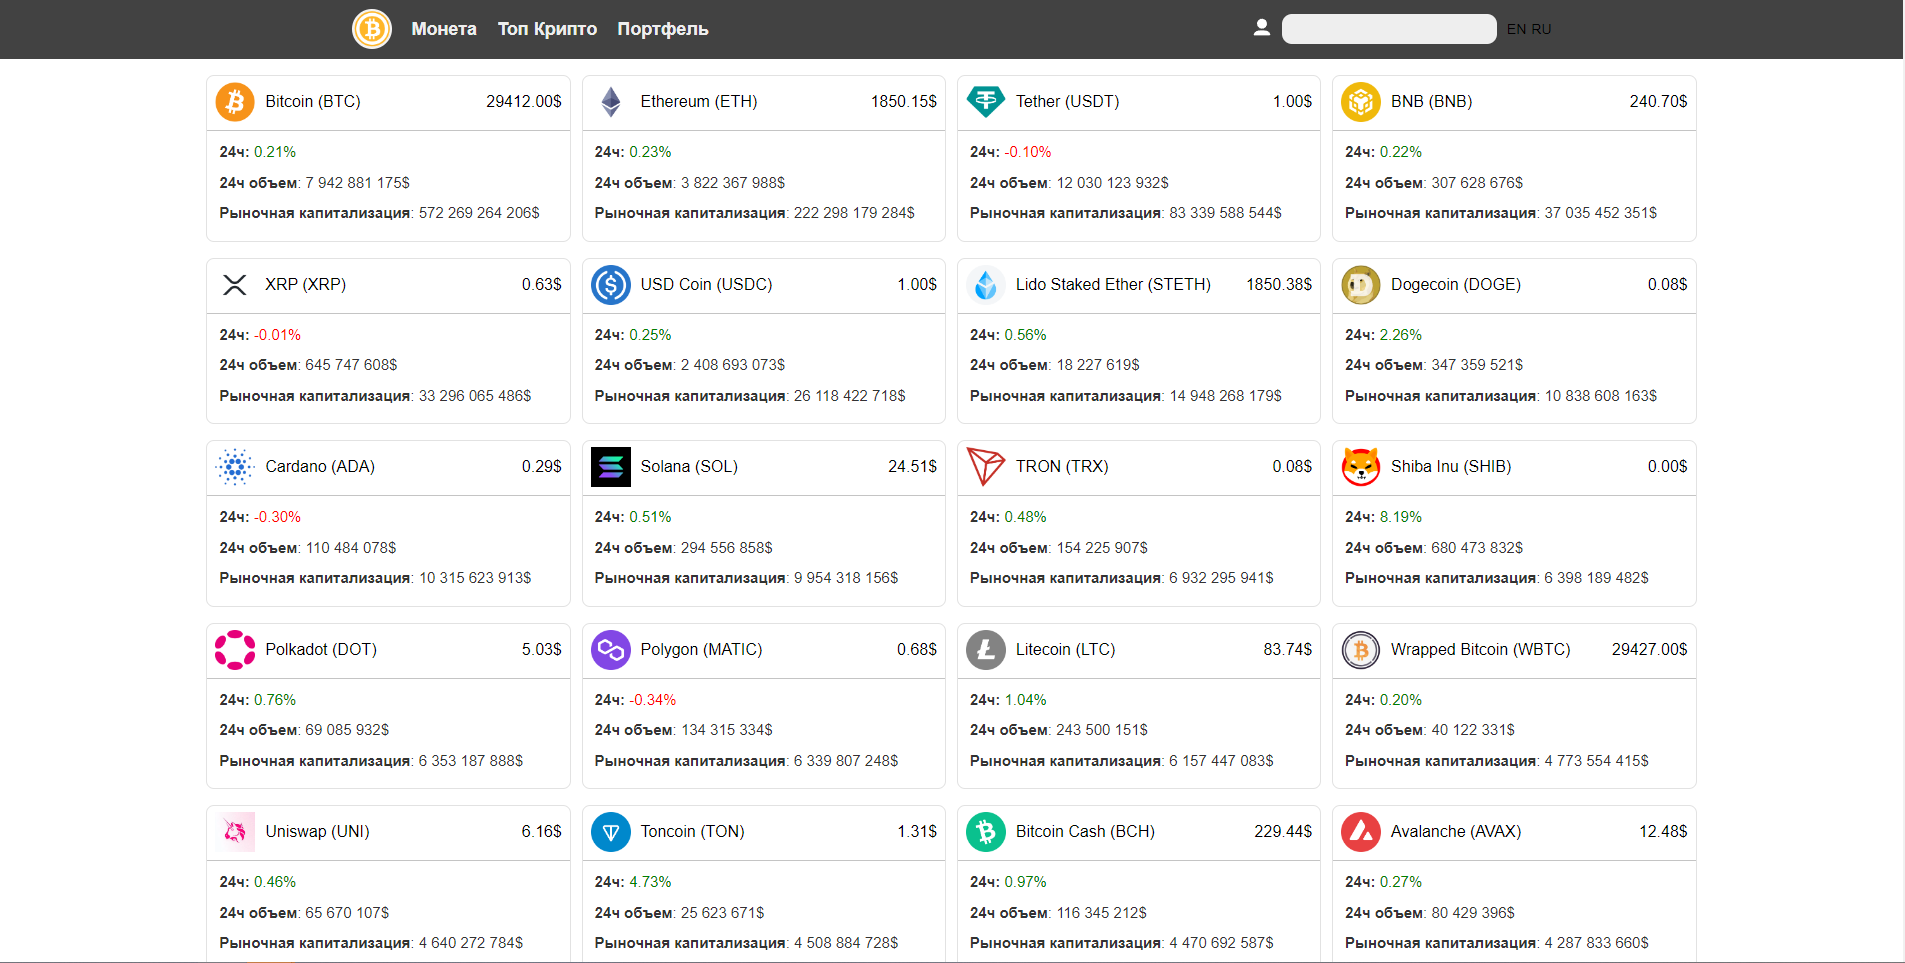 Монета Топ Крипто Портфель EN RU
Bitcoin (BTC) 29412.00$
24ч: 0.21%
24ч объем: 7 942 881 175$
Рыночная капитализация: 572 269 264 206$
Ethereum (ETH) 1850.15$
24ч: 0.23%
24ч объем: 3 822 367 988$
Рыночная капитализация: 222 298 179 284$
Tether (USDT) 1.00$
24ч: -0.10%
24ч объем: 12 030 123 932$
Рыночная капитализация: 83 339 588 544$
BNB (BNB) 240.70$
24ч: 0.22%
24ч объем: 307 628 676$
Рыночная капитализация: 37 035 452 351$
XRP (XRP) 0.63$
24ч: -0.01%
24ч объем: 645 747 608$
Рыночная капитализация: 33 296 065 486$
USD Coin (USDC) 1.00$
24ч: 0.25%
24ч объем: 2 408 693 073$
Рыночная капитализация: 26 118 422 718$
Lido Staked Ether (STETH) 1850.38$
24ч: 0.56%
24ч объем: 18 227 619$
Рыночная капитализация: 14 948 268 179$
Dogecoin (DOGE) 0.08$
24ч: 2.26%
24ч объем: 347 359 521$
Рыночная капитализация: 10 838 608 163$
Cardano (ADA) 0.29$
24ч: -0.30%
24ч объем: 110 484 078$
Рыночная капитализация: 10 315 623 913$
Solana (SOL) 24.51$
24ч: 0.51%
24ч объем: 294 556 858$
Рыночная капитализация: 9 954 318 156$
TRON (TRX) 0.08$
24ч: 0.48%
24ч объем: 154 225 907$
Рыночная капитализация: 6 932 295 941$
Shiba Inu (SHIB) 0.00$
24ч: 8.19%
24ч объем: 680 473 832$
Рыночная капитализация: 6 398 189 482$
Polkadot (DOT) 5.03$
24ч: 0.76%
24ч объем: 69 085 932$
Рыночная капитализация: 6 353 187 888$
Polygon (MATIC) 0.68$
24ч: -0.34%
24ч объем: 134 315 334$
Рыночная капитализация: 6 339 807 248$
Litecoin (LTC) 83.74$
24ч: 1.04%
24ч объем: 243 500 151$
Рыночная капитализация: 6 157 447 083$
Wrapped Bitcoin (WBTC) 29427.00$
24ч: 0.20%
24ч объем: 40 122 331$
Рыночная капитализация: 4 773 554 415$
Uniswap (UNI) 6.16$
24ч: 0.46%
24ч объем: 65 670 107$
Рыночная капитализация: 4 640 272 784$
Toncoin (TON) 1.31$
24ч: 4.73%
24ч объем: 25 623 671$
Рыночная капитализация: 4 508 884 728$
Bitcoin Cash (BCH) 229.44$
24ч: 0.97%
24ч объем: 116 345 212$
Рыночная капитализация: 4 470 692 587$
Avalanche (AVAX) 12.48$
24ч: 0.27%
24ч объем: 80 429 396$
Рыночная капитализация: 4 287 833 660$